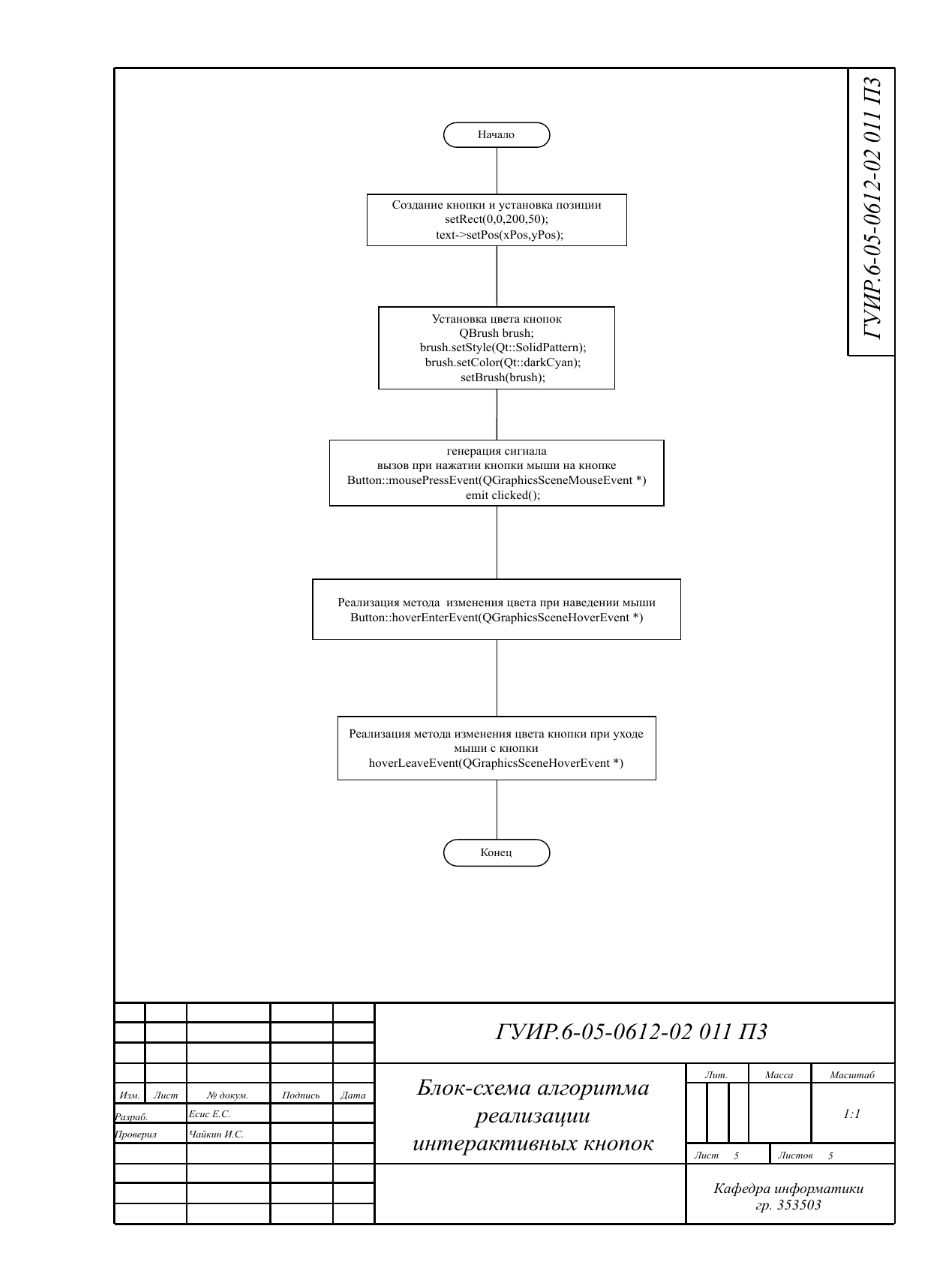 ГУИР.6-05-0612-02 011 ПЗ
Начало
Создание кнопки и установка позиции
setRect(0,0,200,50);
text->setPos(xPos,yPos);
Установка цвета кнопок
QBrush brush;
brush.setStyle(Qt::SolidPattern);
brush.setColor(Qt::darkCyan);
setBrush(brush);
генерация сигнала
вызов при нажатии кнопки мыши на кнопке
Button::mousePressEvent(QGraphicsSceneMouseEvent *)
emit clicked();
Реализация метода  изменения цвета при наведении мыши
Button::hoverEnterEvent(QGraphicsSceneHoverEvent *)
Реализация метода изменения цвета кнопки при уходе
мыши с кнопки
hoverLeaveEvent(QGraphicsSceneHoverEvent *)
Конец
ГУИР.6-05-0612-02 011 ПЗ
Изм. Лист № докум. Подпись Дата
Разраб. Есис Е.С.
Проверил Чайкин И.С.
Блок-схема алгоритма
реализации
интерактивных кнопок
Лит. Масса Масштаб
1:1
Лист 5 Листов 5
Кафедра информатики
гр. 353503